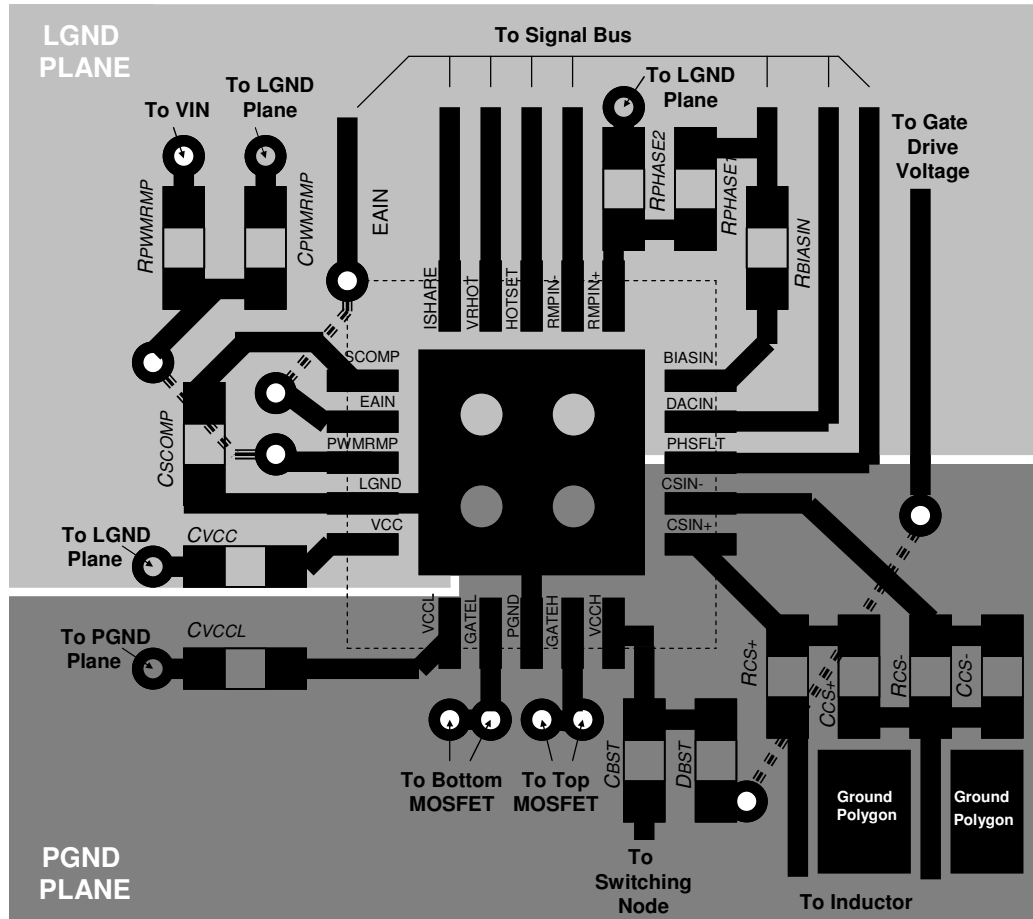 LGND
PLANE
To Signal Bus
To LGND
Plane
To VIN
To LGND
Plane
To Gate
Drive
Voltage
RPWMRMP
CPWMRMP
EAIN
RPHASE2
RPHASE1
RBIASIN
ISHARE
VRHOT
HOTSET
RMPIN-
RMPIN+
SCOMP
EAIN
PWMRMP
LGND
VCC
BIASIN
DACIN
PHSFLT
CSIN-
CSIN+
CSCOMP
To LGND
Plane
CVCC
VCCL
GATEL
PGND
GATEH
VCCH
To PGND
Plane
CVCCL
RCS+
CCS+
RCS-
CCS-
CBST
DBST
To Bottom
MOSFET
To Top
MOSFET
Ground
Polygon
Ground
Polygon
To
Switching
Node
To Inductor
PGND
PLANE